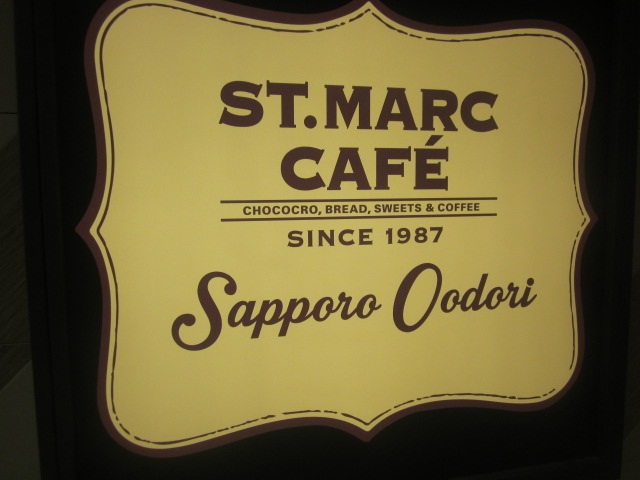 ST.MARC
CAFÉ
CHOCOCRO, BREAD, SWEETS & COFFEE
SINCE 1987
Sapporo Oodori